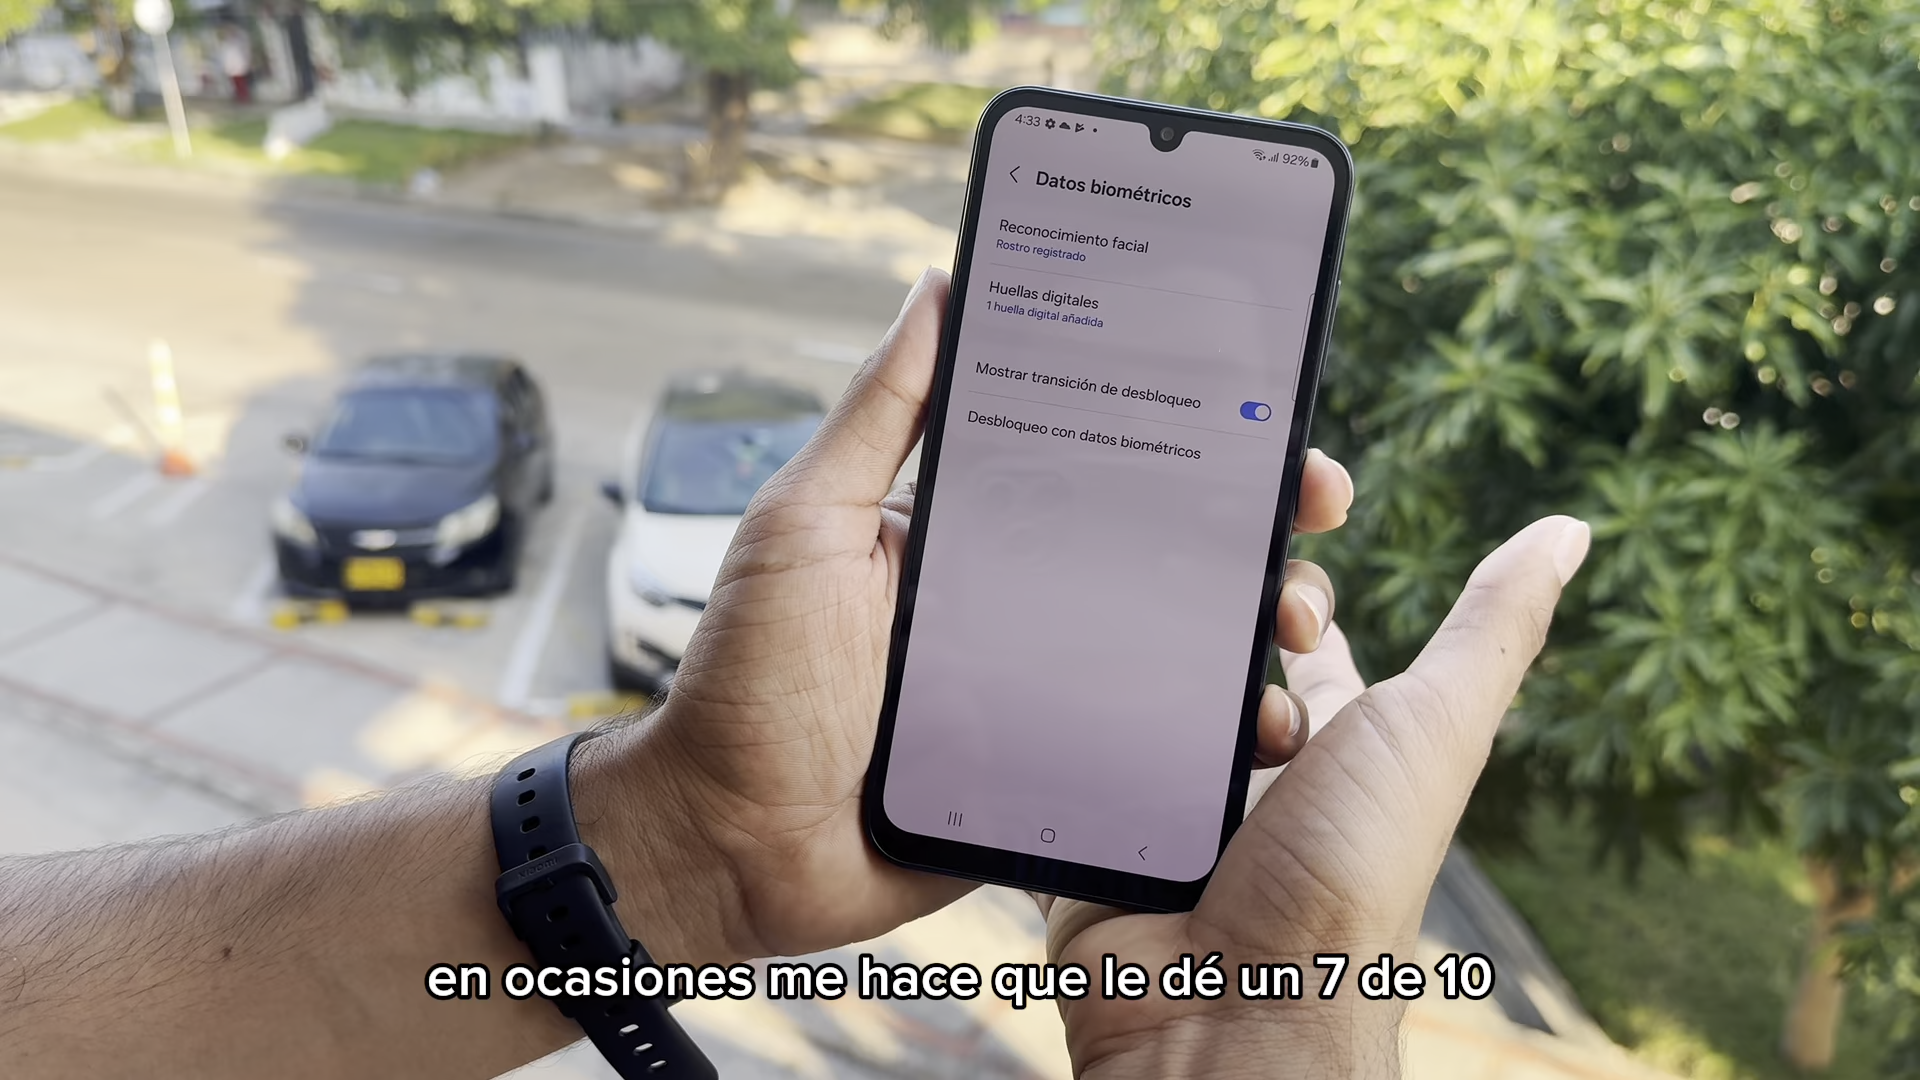 4:33
92%
Datos biométricos
Reconocimiento facial
Rostro registrado
Huellas digitales
1 huella digital añadida
Mostrar transición de desbloqueo
Desbloqueo con datos biométricos
xiaomi
en ocasiones me hace que le dé un 7 de 10